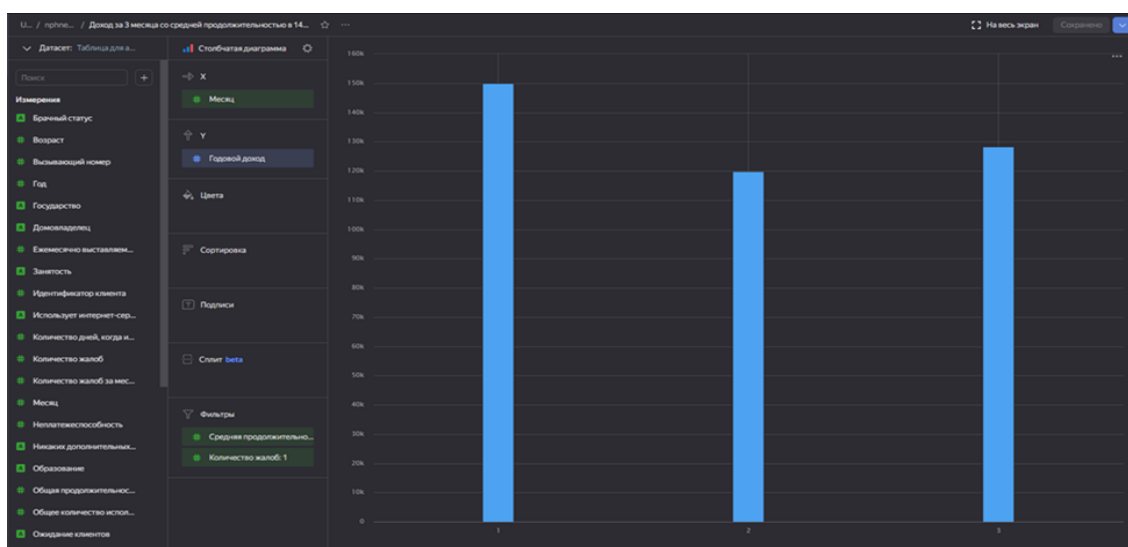 U... / прhne... / Доход за 3 месяца со средней продолжительностью в 14...
На весь экран
Сохранено
Датасет: Таблица для а...
Поиск
Измерения
Брачный статус
Возраст
Вызывающий номер
Год
Государство
Домовладелец
Ежемесячно выставляем...
Занятость
Идентификатор клиента
Использует интернет-сер...
Количество дней, когда и...
Количество жалоб
Количество жалоб за мес...
Месяц
Неплатежеспособность
Никаких дополнительных...
Образование
Общая продолжительнос...
Общее количество испол...
Ожидание клиентов
Столбчатая диаграмма
X
Месяц
Y
Годовой доход
Цвета
Сортировка
Подписи
Сплит beta
Фильтры
Средняя продолжительно...
Количество жалоб: 1
160k
150k
140k
130k
120k
110k
100k
90k
80k
70k
60k
50k
40k
30k
20k
10k
0
1
2
3